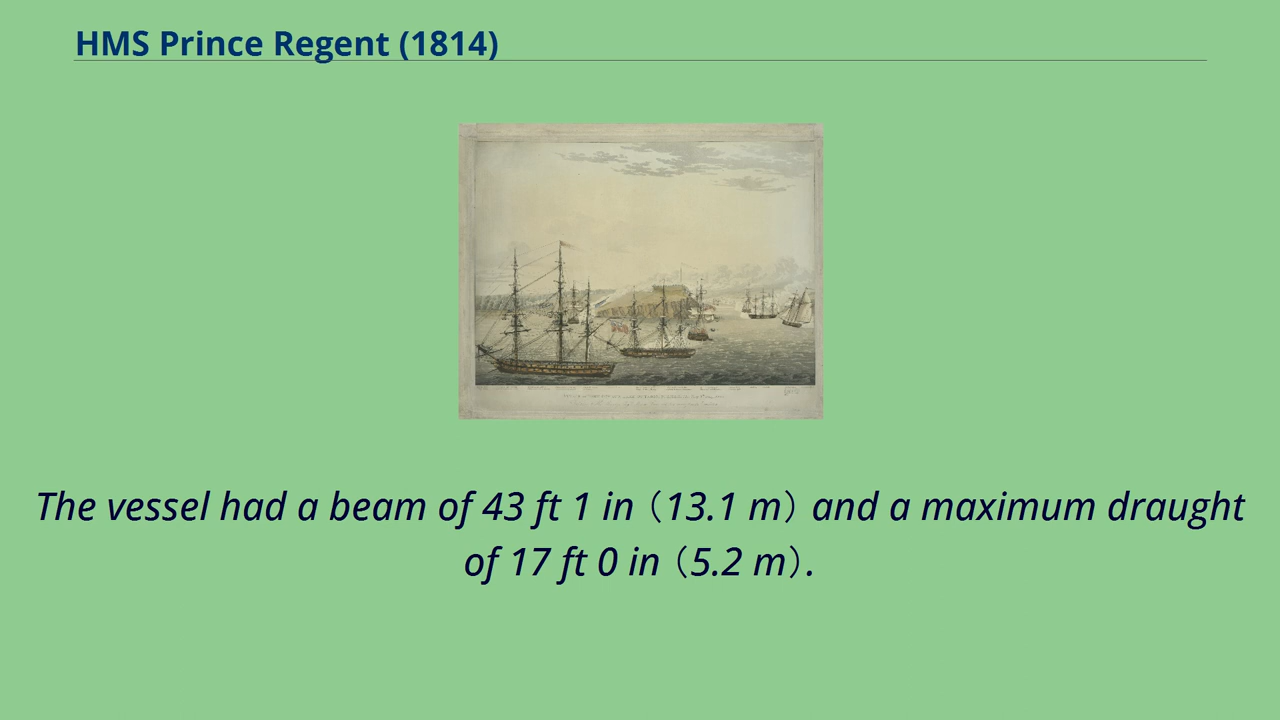 HMS Prince Regent (1814)
The vessel had a beam of 43 ft 1 in (13.1 m) and a maximum draught
of 17 ft 0 in (5.2 m).